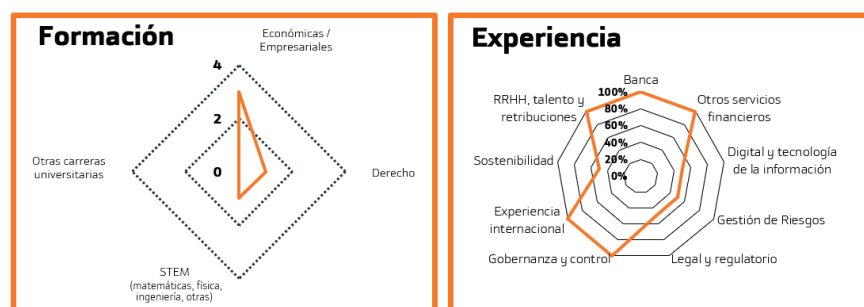 Formación
Económicas /
Empresariales
4
2
0
Otras carreras
universitarias
Derecho
STEM
(matemáticas, física,
ingeniería, otras)
Experiencia
Banca
100%
80%
60%
40%
20%
0%
RRHH, talento y
retribuciones
Otros servicios
financieros
Sostenibilidad
Digital y tecnología
de la información
Experiencia
internacional
Gestión de Riesgos
Gobernanza y control
Legal y regulatorio